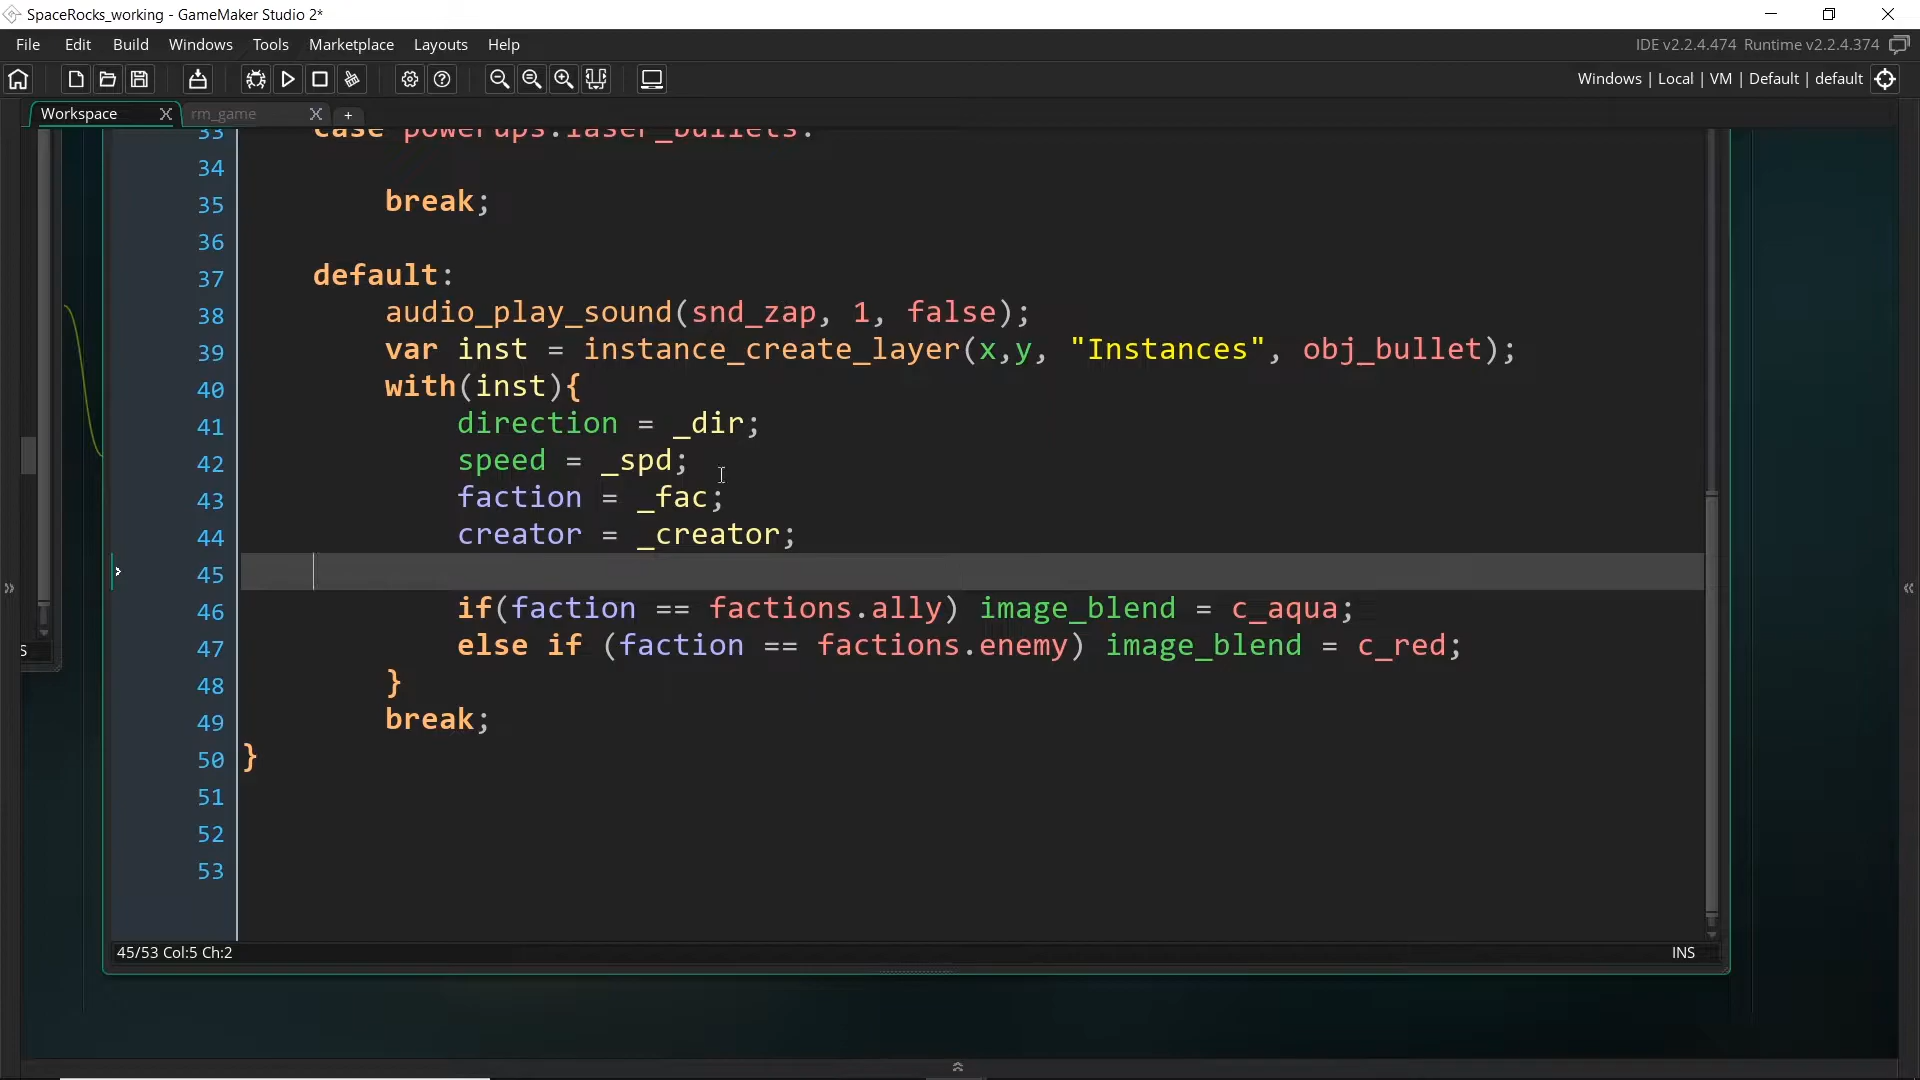 SpaceRocks_working - GameMaker Studio 2*
File Edit Build Windows Tools Marketplace Layouts Help
IDE v2.2.4.474 Runtime v2.2.4.374
Windows | Local | VM | Default | default
Workspace rm_game
33 case powerups.laser_bullets:
34
35 break;
36
37 default:
38 audio_play_sound(snd_zap, 1, false);
39 var inst = instance_create_layer(x,y, "Instances", obj_bullet);
40 with(inst){
41 direction = _dir;
42 speed = _spd;
43 faction = _fac;
44 creator = _creator;
45
46 if(faction == factions.ally) image_blend = c_aqua;
47 else if (faction == factions.enemy) image_blend = c_red;
48 }
49 break;
50 }
51
52
53
S
45/53 Col:5 Ch:2
INS